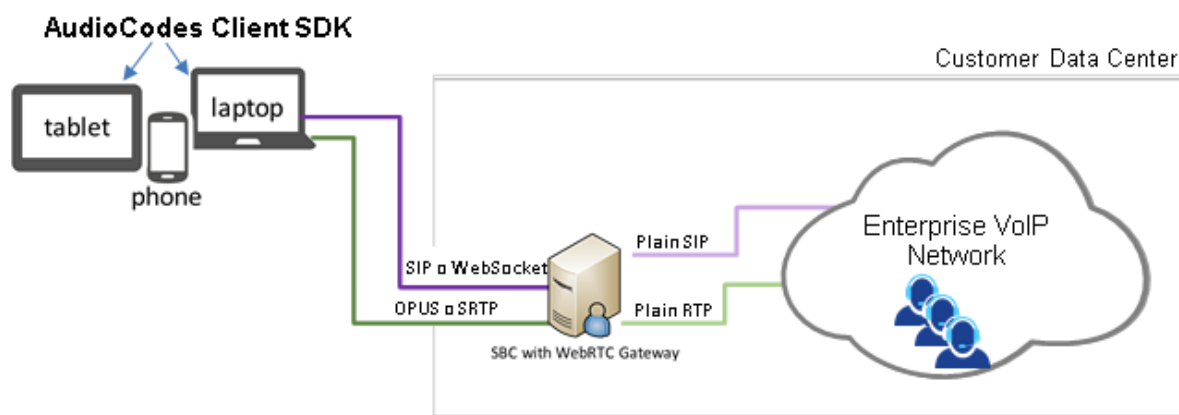 AudioCodes Client SDK
Customer Data Center
tablet
laptop
phone
Enterprise VoIP
Network
Plain SIP
SIP o WebSocket
OPUS o SRTP
Plain RTP
SBC with WebRTC Gateway